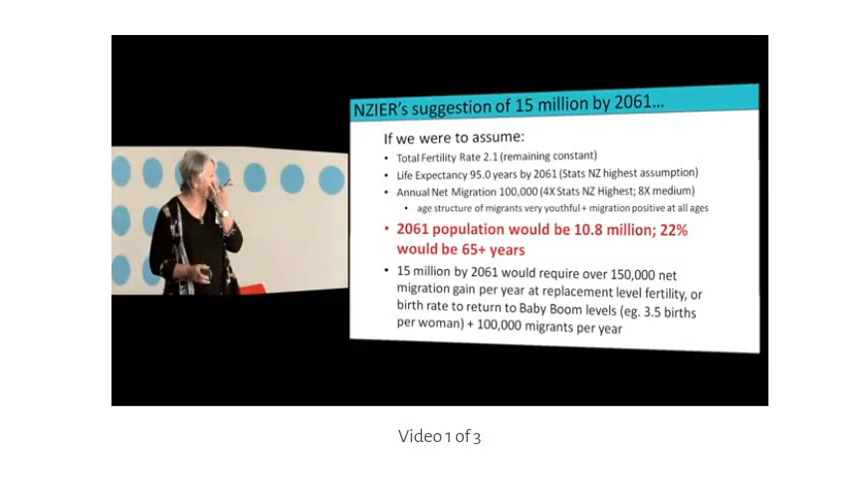 NZIER's suggestion of 15 million by 2061...
If we were to assume:
• Total Fertility Rate 2.1 (remaining constant)
• Life Expectancy 95.0 years by 2061 (Stats NZ highest assumption)
• Annual Net Migration 100,000 (4X Stats NZ Highest; 8X medium)
• age structure of migrants very youthful + migration positive at all ages
• 2061 population would be 10.8 million; 22%
would be 65+ years
• 15 million by 2061 would require over 150,000 net
migration gain per year at replacement level fertility, or
birth rate to return to Baby Boom levels (eg. 3.5 births
per woman) + 100,000 migrants per year
Video 1 of 3